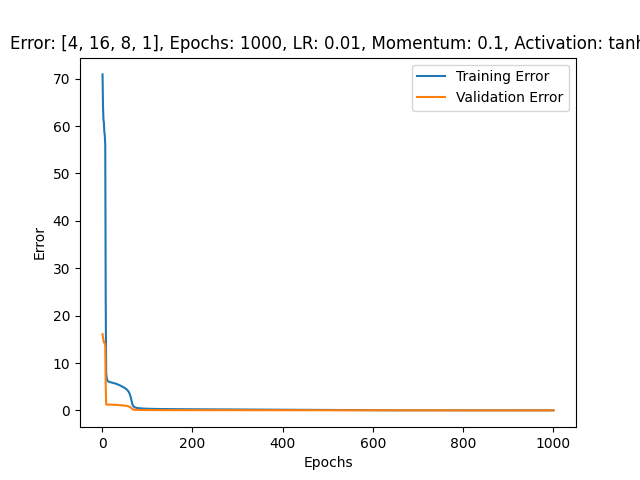 Error: [4, 16, 8, 1], Epochs: 1000, LR: 0.01, Momentum: 0.1, Activation: tanh
Training Error
Validation Error
70
60
50
40
30
20
10
0
Error
0 200 400 600 800 1000
Epochs